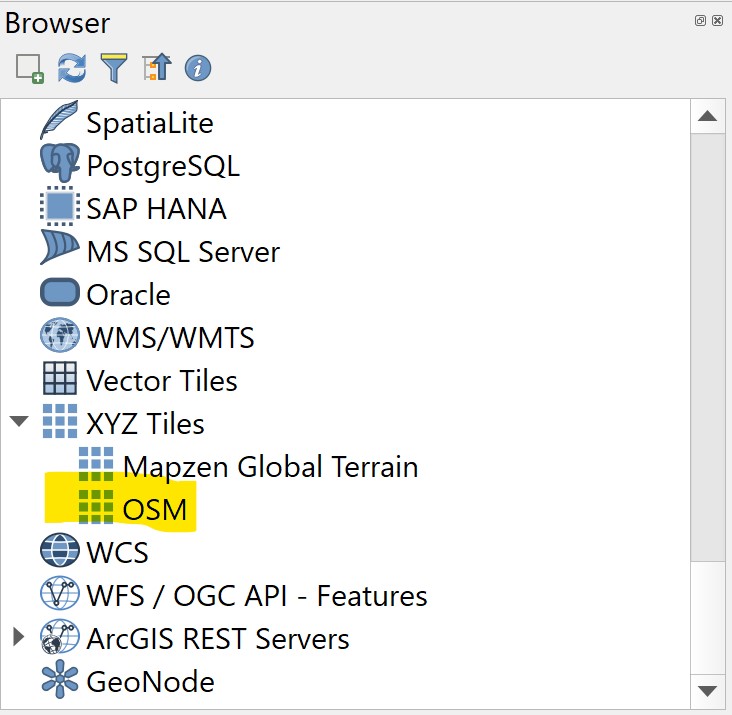 Browser
SpatiaLite
PostgreSQL
SAP HANA
MS SQL Server
Oracle
WMS/WMTS
Vector Tiles
XYZ Tiles
Mapzen Global Terrain
OSM
WCS
WFS / OGC API - Features
ArcGIS REST Servers
GeoNode